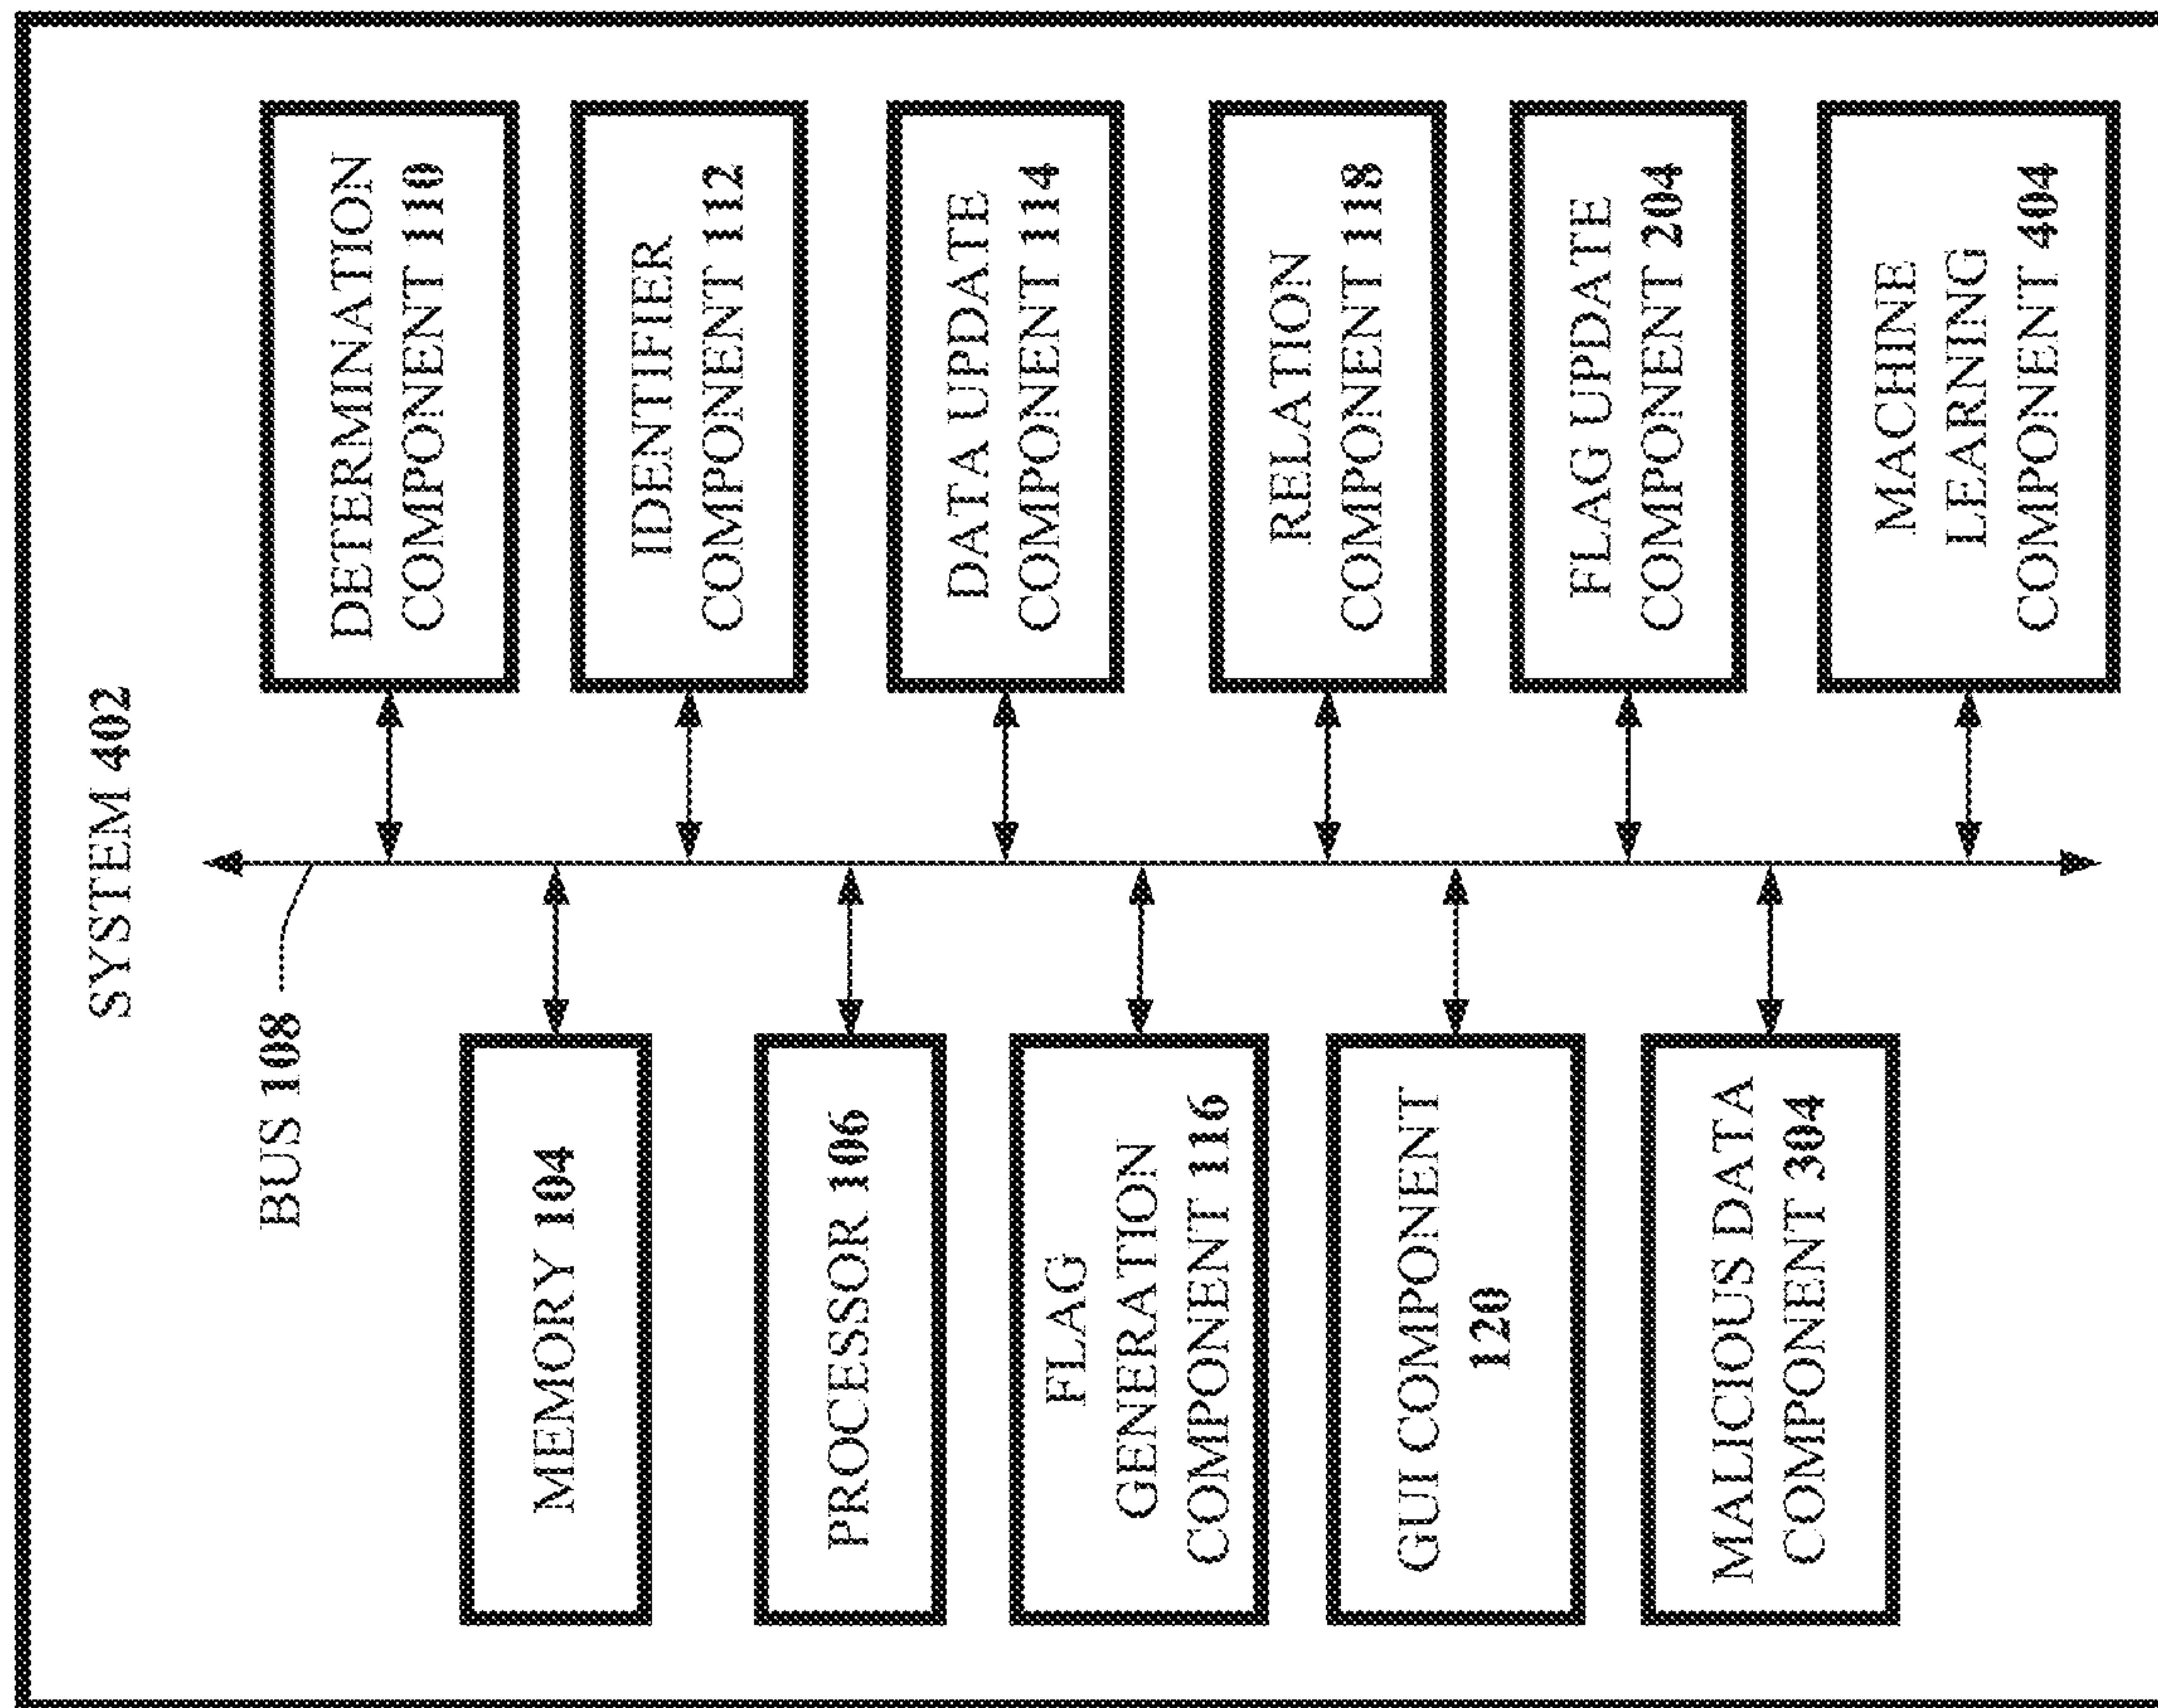 SYSTEM 402
BUS 108
MEMORY 104
PROCESSOR 106
FLAG
GENERATION
COMPONENT 116
GUI COMPONENT
120
MALICIOUS DATA
COMPONENT 304
DETERMINATION
COMPONENT 110
IDENTIFIER
COMPONENT 112
DATA UPDATE
COMPONENT 114
RELATION
COMPONENT 118
FLAG UPDATE
COMPONENT 204
MACHINE
LEARNING
COMPONENT 404